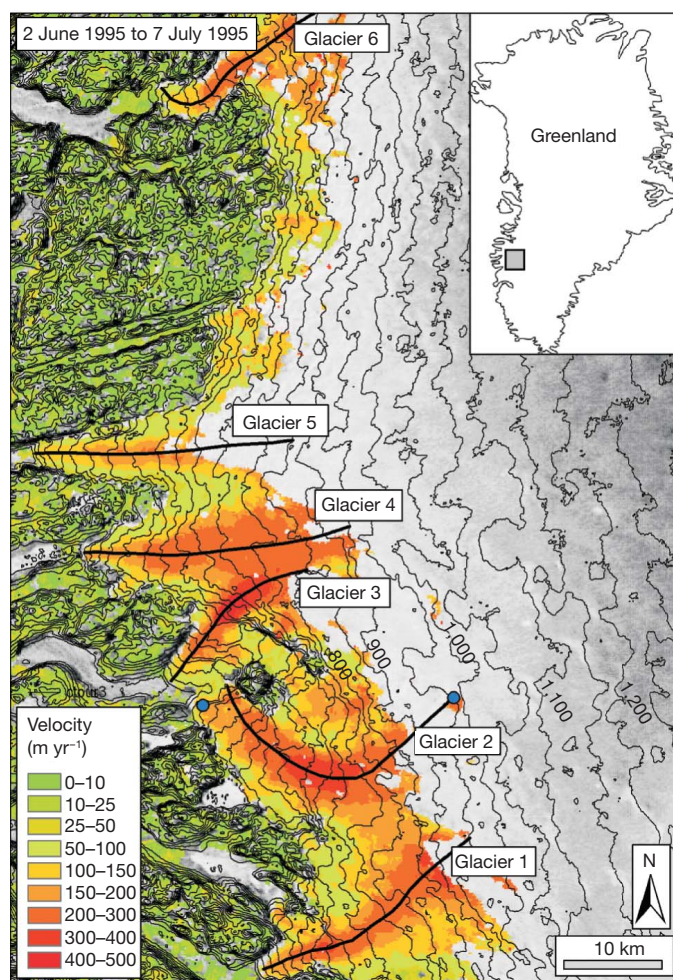 2 June 1995 to 7 July 1995
Glacier 6
Greenland
Glacier 5
Glacier 4
Glacier 3
800
900
1,000
1,100
1,200
Glacier 2
Glacier 1
Velocity
(m yr⁻¹)
0–10
10–25
25–50
50–100
100–150
150–200
200–300
300–400
400–500
N
10 km